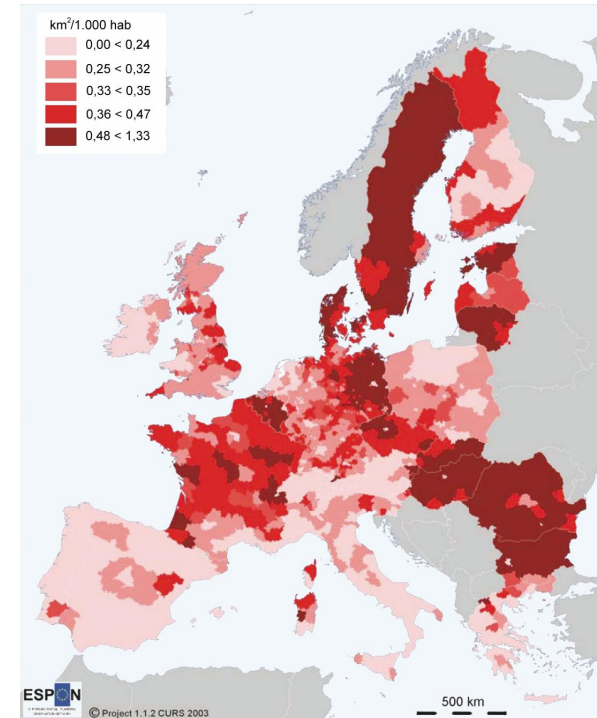 km²/1.000 hab
0,00 < 0,24
0,25 < 0,32
0,33 < 0,35
0,36 < 0,47
0,48 < 1,33
ESPON
© Project 1.1.2 CURS 2003
500 km